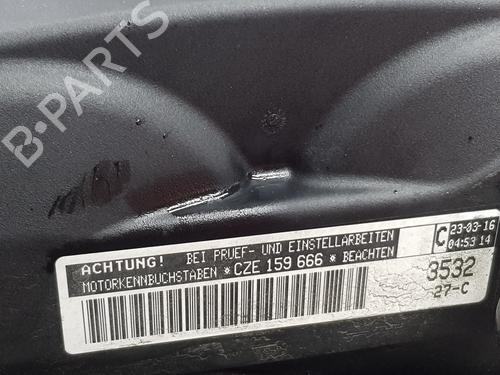 B-PARTS
ACHTUNG! BEI PRUEF- UND EINSTELLARBEITEN
MOTORKENNBUCHSTABEN *CZE 159 666* BEACHTEN
C 23-03-16
04:53 14
3532
27-C